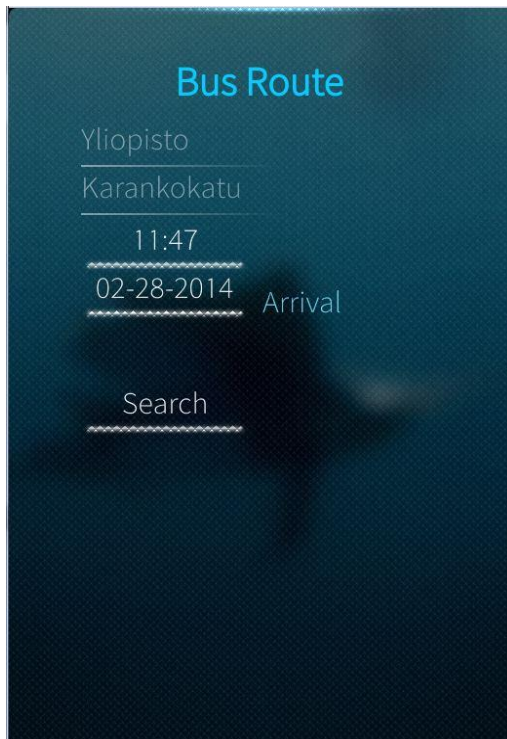 Bus Route
Yliopisto
Karankokatu
11:47
02-28-2014
Arrival
Search